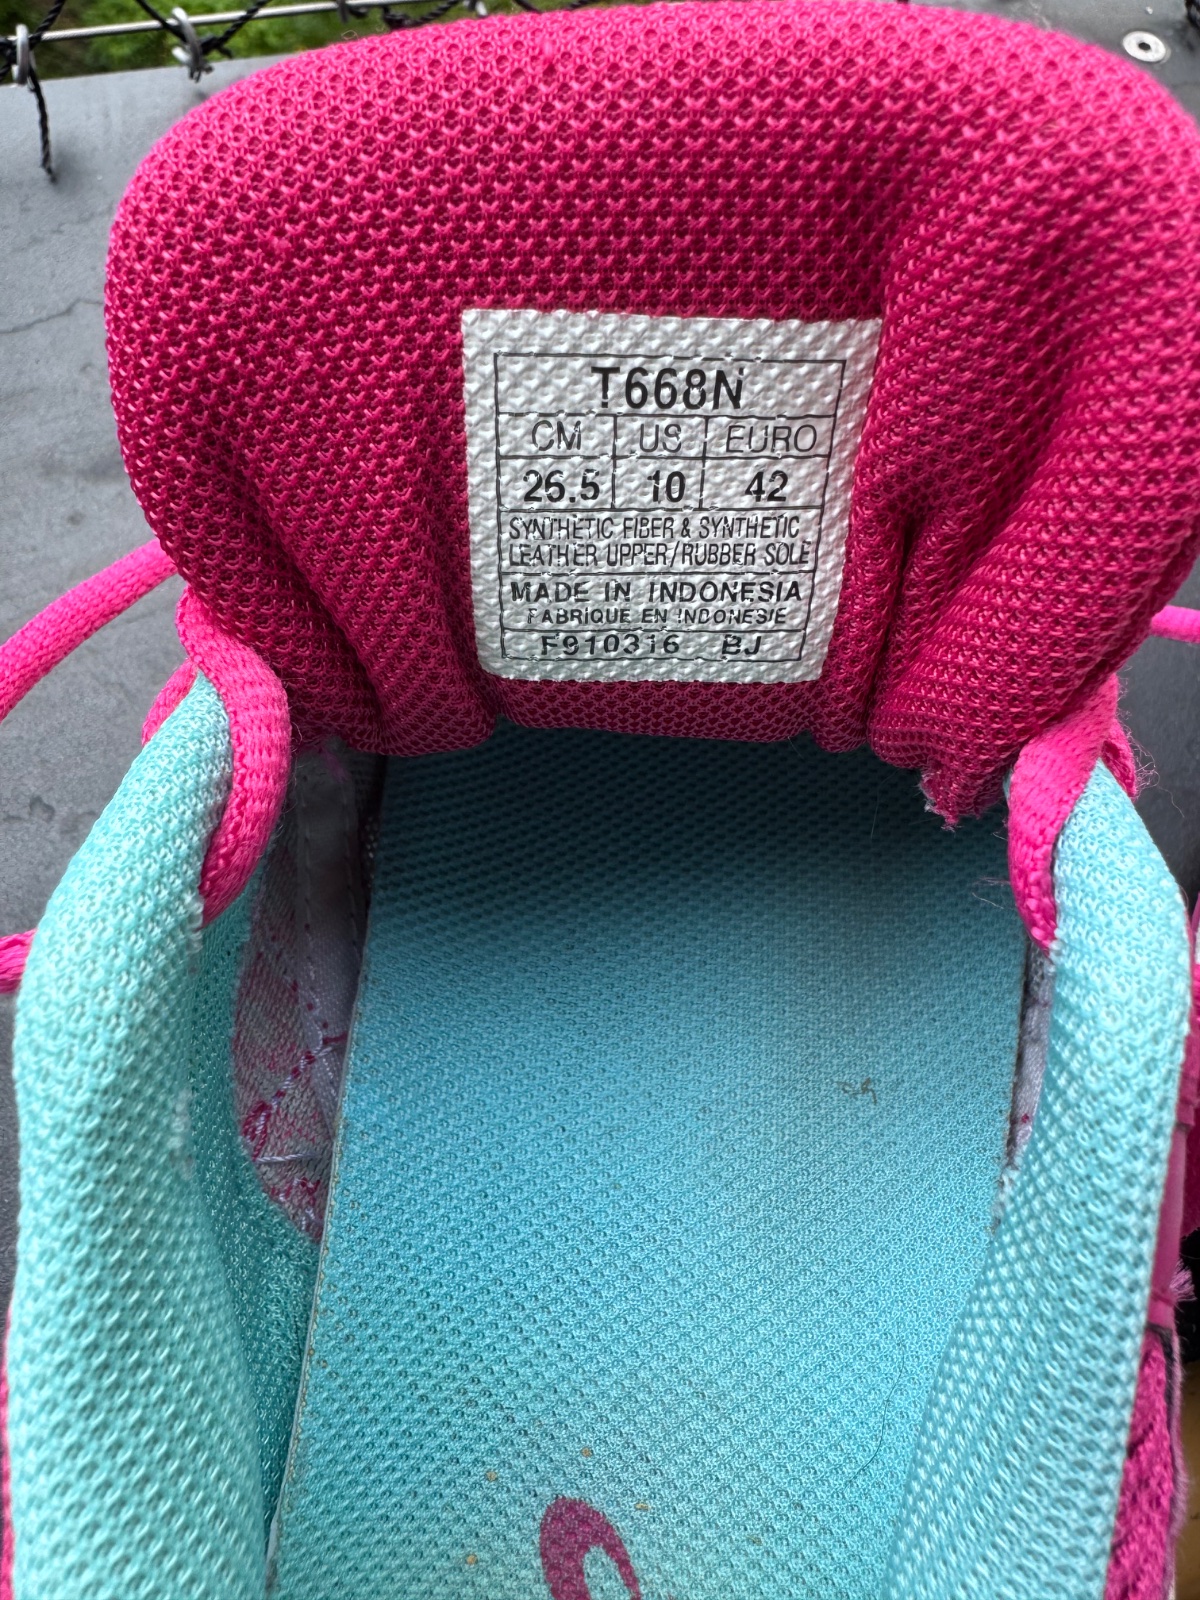 T668N
CM US EURO
26.5 10 42
SYNTHETIC FIBER & SYNTHETIC
LEATHER UPPER/RUBBER SOLE
MADE IN INDONESIA
FABRIQUE EN INDONESIE
F910316 BJ